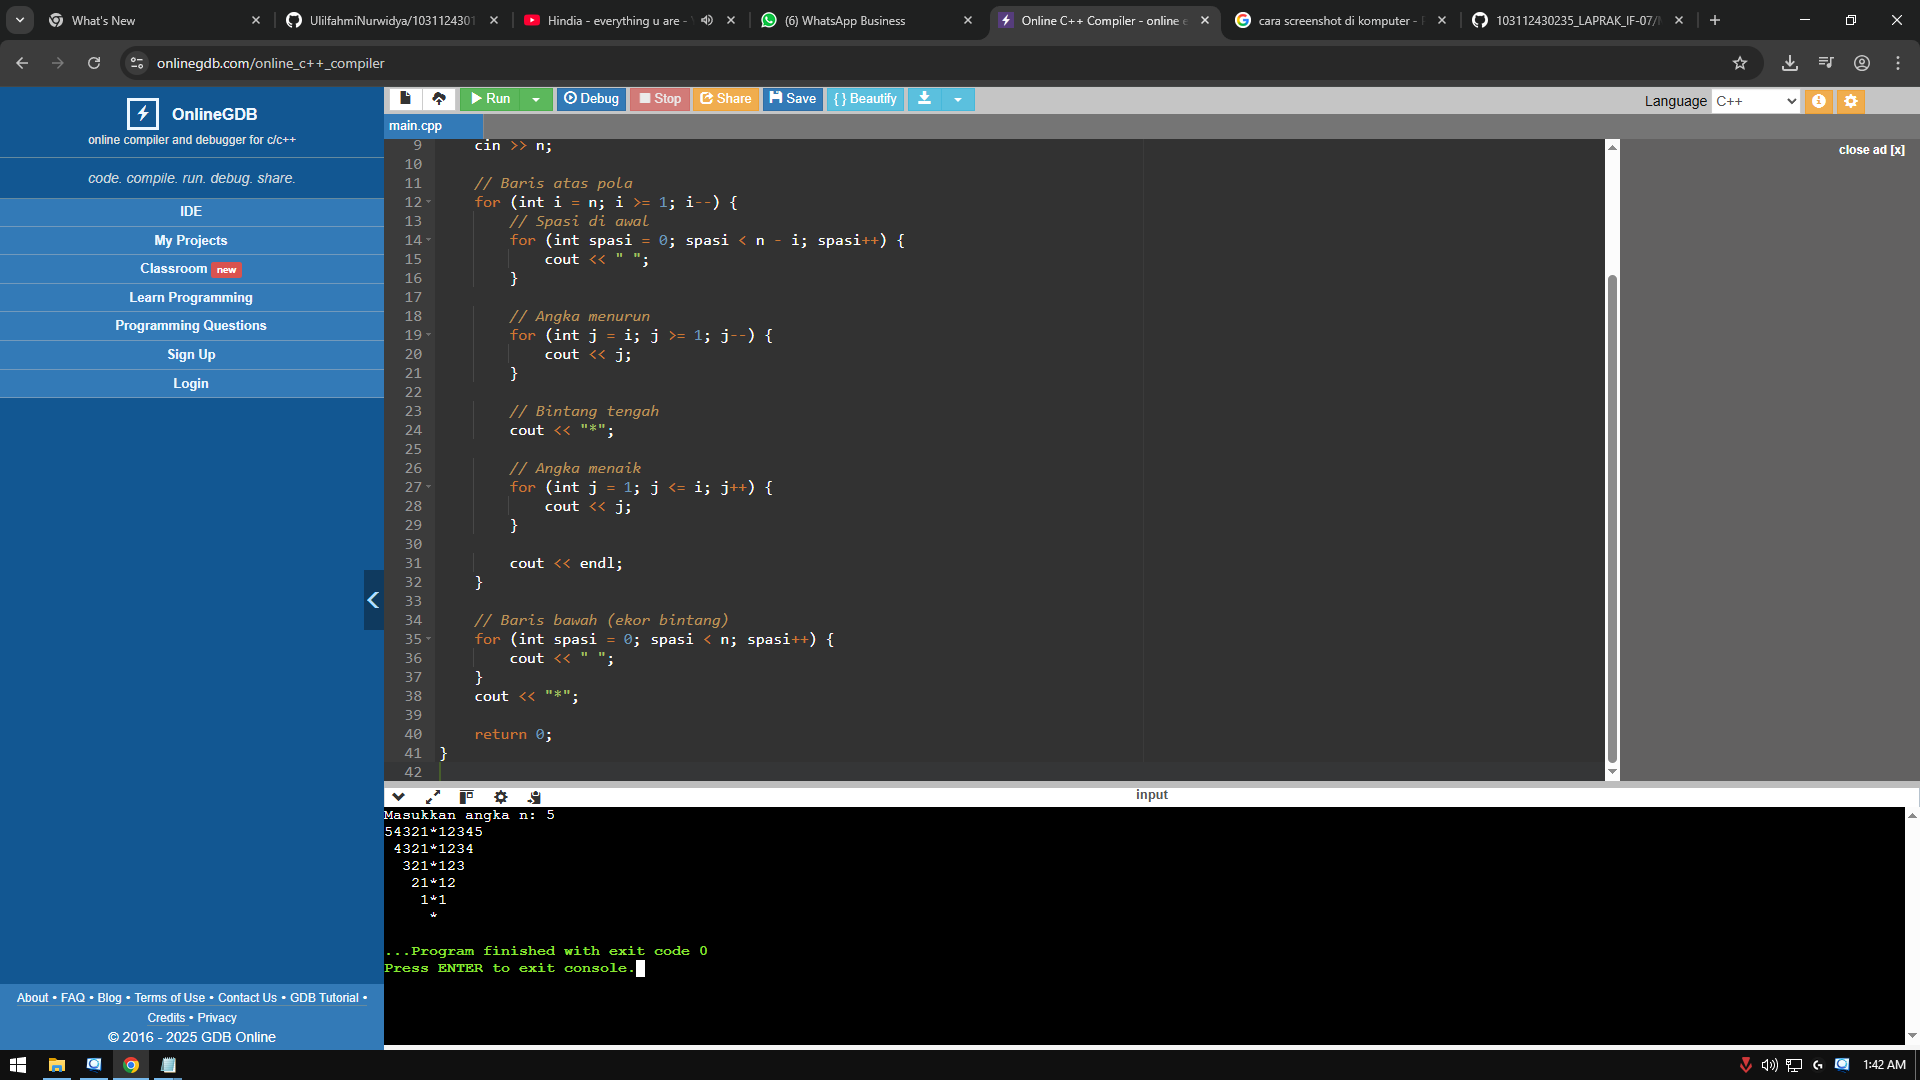 What's New
UlilfahmiNurwidya/1031124301
Hindia - everything u are -
(6) WhatsApp Business
Online C++ Compiler - online e
cara screenshot di komputer -
103112430235_LAPRAK_IF-07/
onlinegdb.com/online_c++_compiler
OnlineGDB
online compiler and debugger for c/c++
code. compile. run. debug. share.
IDE
My Projects
Classroom new
Learn Programming
Programming Questions
Sign Up
Login
About • FAQ • Blog • Terms of Use • Contact Us • GDB Tutorial •
Credits • Privacy
© 2016 - 2025 GDB Online
Run Debug Stop Share Save { } Beautify
Language C++
main.cpp
close ad [x]
9 cin >> n;
10
11 // Baris atas pola
12 for (int i = n; i >= 1; i--) {
13 // Spasi di awal
14 for (int spasi = 0; spasi < n - i; spasi++) {
15 cout << " ";
16 }
17
18 // Angka menurun
19 for (int j = i; j >= 1; j--) {
20 cout << j;
21 }
22
23 // Bintang tengah
24 cout << "*";
25
26 // Angka menaik
27 for (int j = 1; j <= i; j++) {
28 cout << j;
29 }
30
31 cout << endl;
32 }
33
34 // Baris bawah (ekor bintang)
35 for (int spasi = 0; spasi < n; spasi++) {
36 cout << " ";
37 }
38 cout << "*";
39
40 return 0;
41 }
42
input
Masukkan angka n: 5
54321*12345
4321*1234
321*123
21*12
1*1
*
...Program finished with exit code 0
Press ENTER to exit console.
1:42 AM